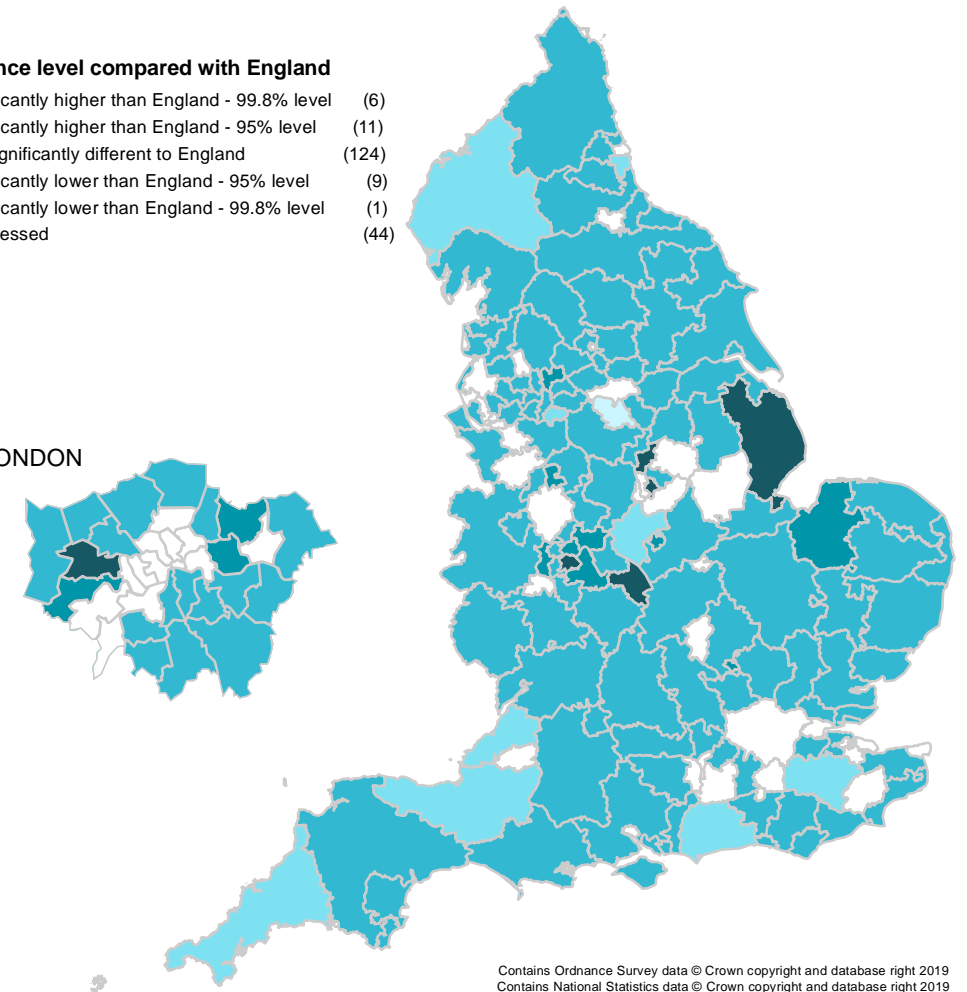 nce level compared with England
cantly higher than England - 99.8% level (6)
cantly higher than England - 95% level (11)
gnificantly different to England (124)
cantly lower than England - 95% level (9)
cantly lower than England - 99.8% level (1)
essed (44)
ONDON
Contains Ordnance Survey data © Crown copyright and database right 2019
Contains National Statistics data © Crown copyright and database right 2019